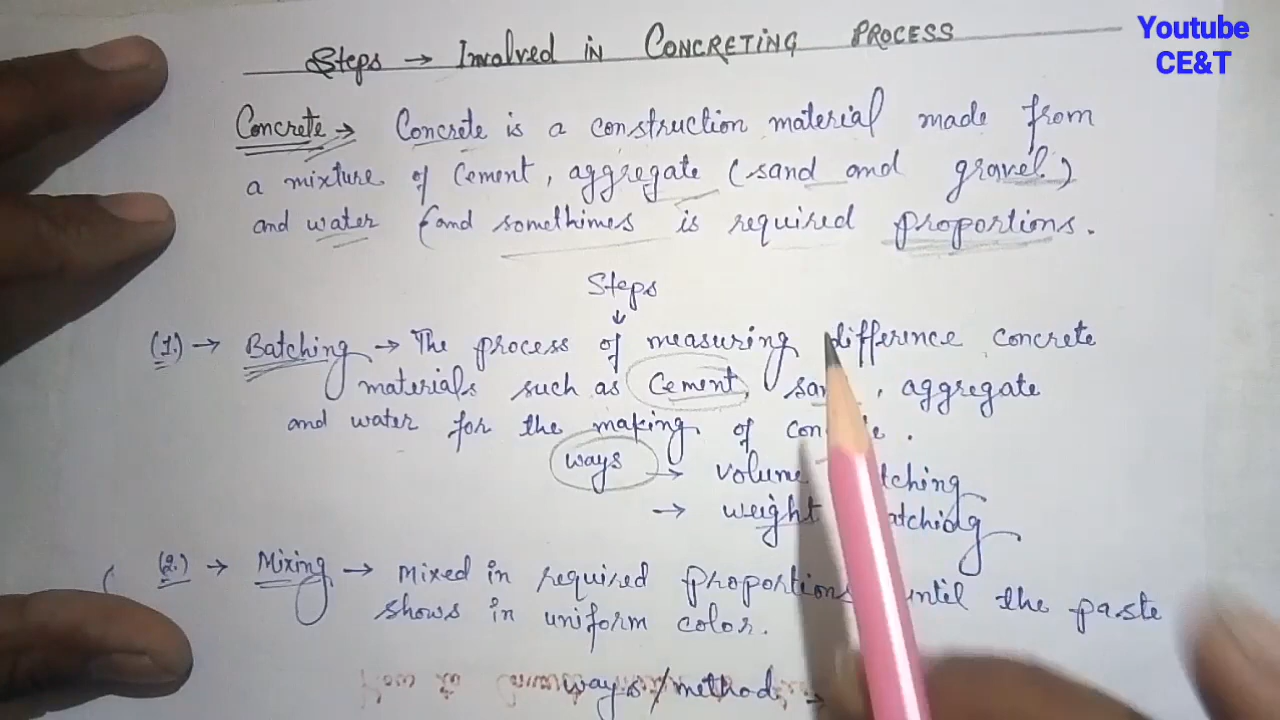 Youtube
CE&T
Steps → Involved in CONCRETING PROCESS
Concrete → Concrete is a construction material made from
a mixture of Cement, aggregate (sand and gravel)
and water (and somethimes is required proportions.
Steps
↓
(1.) → Batching → The process of measuring difference concrete
materials such as Cement, , aggregate
and water for the making of .
ways → volume
→ weight
(2.) → Mixing → Mixed in required proportions until the paste
shows in uniform color.
ways/method →